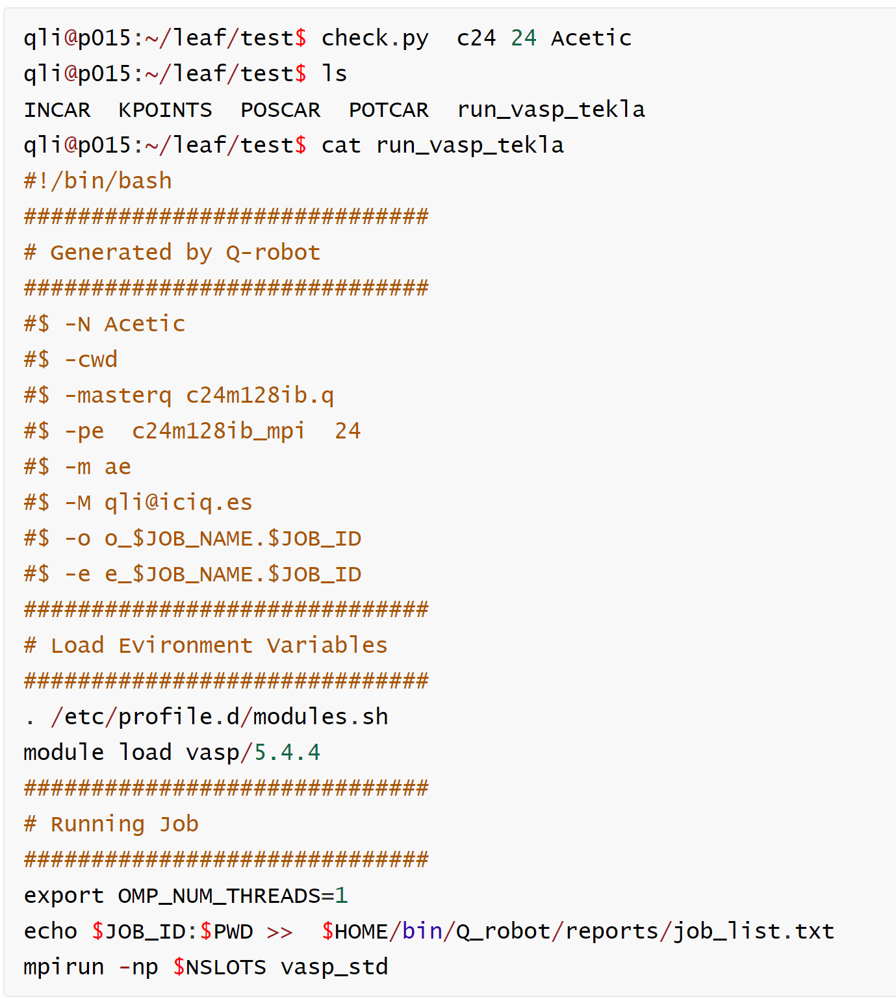 qli@p015:~/leaf/test$ check.py  c24 24 Acetic
qli@p015:~/leaf/test$ ls
INCAR  KPOINTS  POSCAR  POTCAR  run_vasp_tekla
qli@p015:~/leaf/test$ cat run_vasp_tekla
#!/bin/bash
##############################
# Generated by Q-robot
##############################
#$ -N Acetic
#$ -cwd
#$ -masterq c24m128ib.q
#$ -pe  c24m128ib_mpi  24
#$ -m ae
#$ -M qli@iciq.es
#$ -o o_$JOB_NAME.$JOB_ID
#$ -e e_$JOB_NAME.$JOB_ID
##############################
# Load Evironment Variables
##############################
. /etc/profile.d/modules.sh
module load vasp/5.4.4
##############################
# Running Job
##############################
export OMP_NUM_THREADS=1
echo $JOB_ID:$PWD >>  $HOME/bin/Q_robot/reports/job_list.txt
mpirun -np $NSLOTS vasp_std